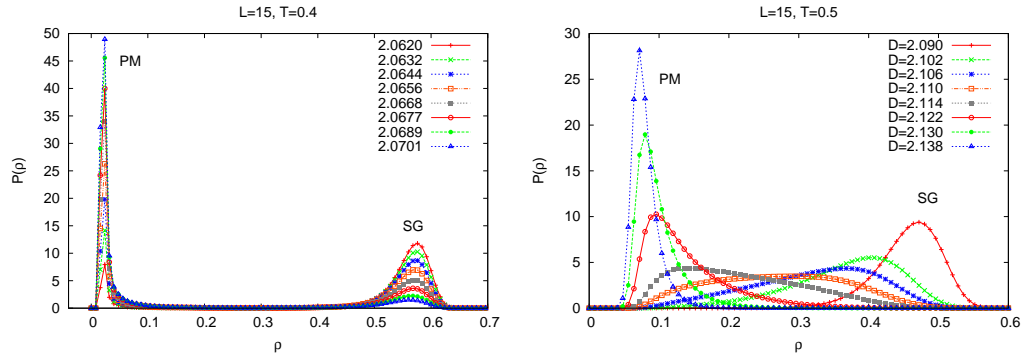 L=15, T=0.4
50
45
40
35
30
25
20
15
10
5
0
P(ρ)
0
0.1
0.2
0.3
0.4
0.5
0.6
0.7
ρ
PM
SG
2.0620
2.0632
2.0644
2.0656
2.0668
2.0677
2.0689
2.0701
L=15, T=0.5
30
25
20
15
10
5
0
P(ρ)
0
0.1
0.2
0.3
0.4
0.5
0.6
ρ
PM
SG
D=2.090
D=2.102
D=2.106
D=2.110
D=2.114
D=2.122
D=2.130
D=2.138